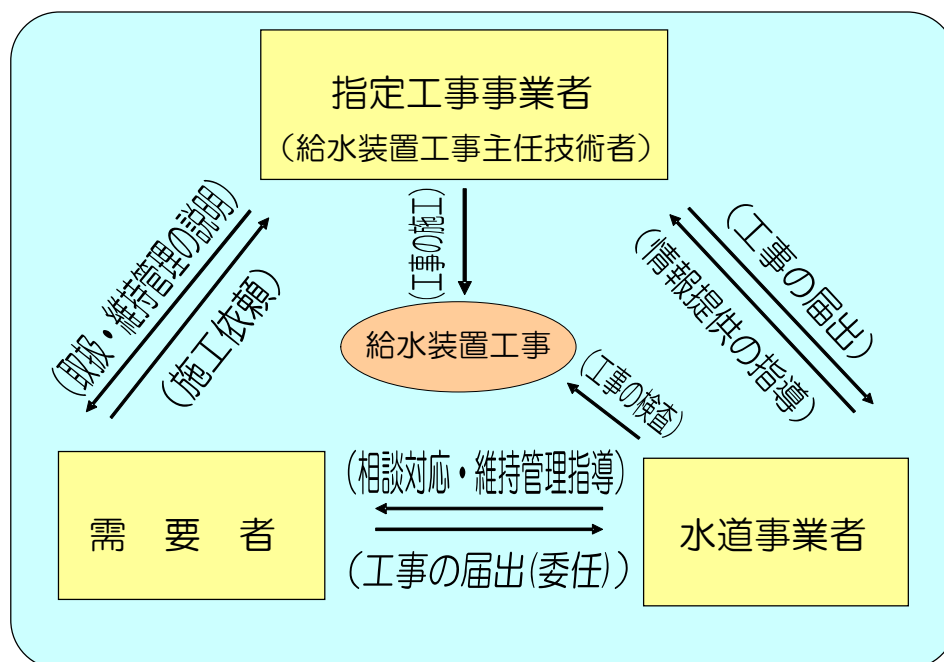 指定工事事業者
（給水装置工事主任技術者）
(取扱・維持管理の説明)
(施工依頼)
(工事の施工)
(工事の届出)
(情報提供の指導)
給水装置工事
(工事の検査)
(相談対応・維持管理指導)
需　要　者
水道事業者
(工事の届出(委任))